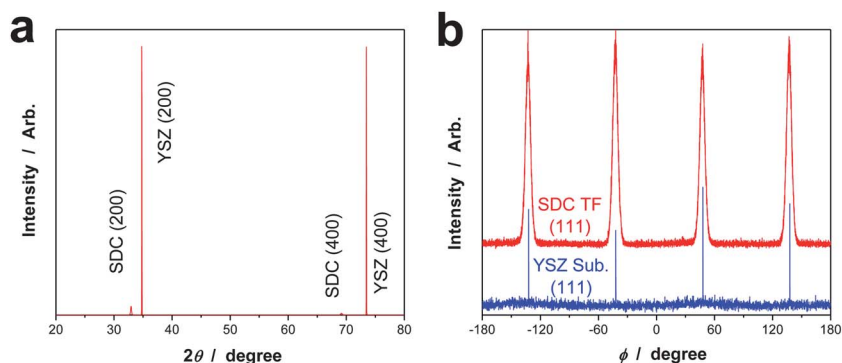 a
Intensity / Arb.
SDC (200)
YSZ (200)
SDC (400)
YSZ (400)
20 30 40 50 60 70 80
2θ / degree
b
Intensity / Arb.
SDC TF
(111)
YSZ Sub.
(111)
-180 -120 -60 0 60 120 180
ϕ / degree